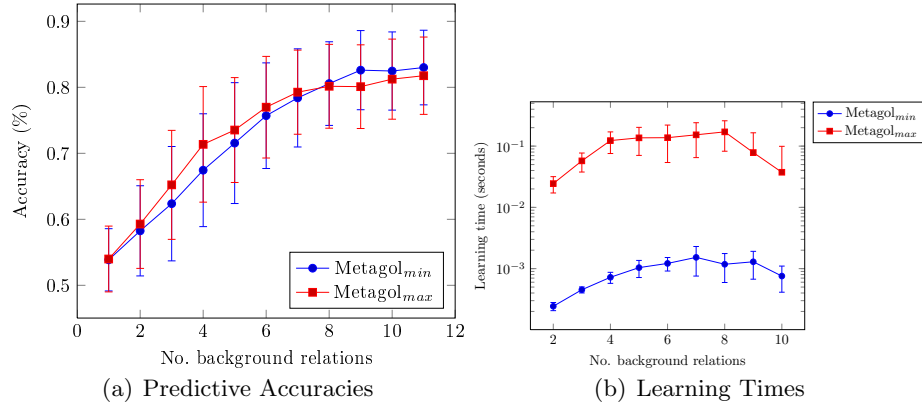 0.9
0.8
0.7
0.6
0.5
Accuracy (%)
0
2
4
6
8
10
12
No. background relations
Metagol_min
Metagol_max
(a) Predictive Accuracies
10^−1
10^−2
10^−3
Learning time (seconds)
2
4
6
8
10
No. background relations
Metagol_min
Metagol_max
(b) Learning Times